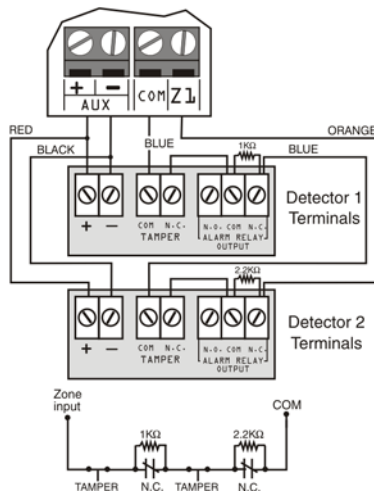 + - COM Z1
AUX
RED
ORANGE
BLACK
BLUE
1KΩ
BLUE
Detector 1
Terminals
+ - COM N.C. N.O. COM N.C.
TAMPER ALARM RELAY
OUTPUT
2.2KΩ
Detector 2
Terminals
+ - COM N.C. N.O. COM N.C.
TAMPER ALARM RELAY
OUTPUT
Zone
input
COM
1KΩ
2.2KΩ
TAMPER N.C. TAMPER N.C.